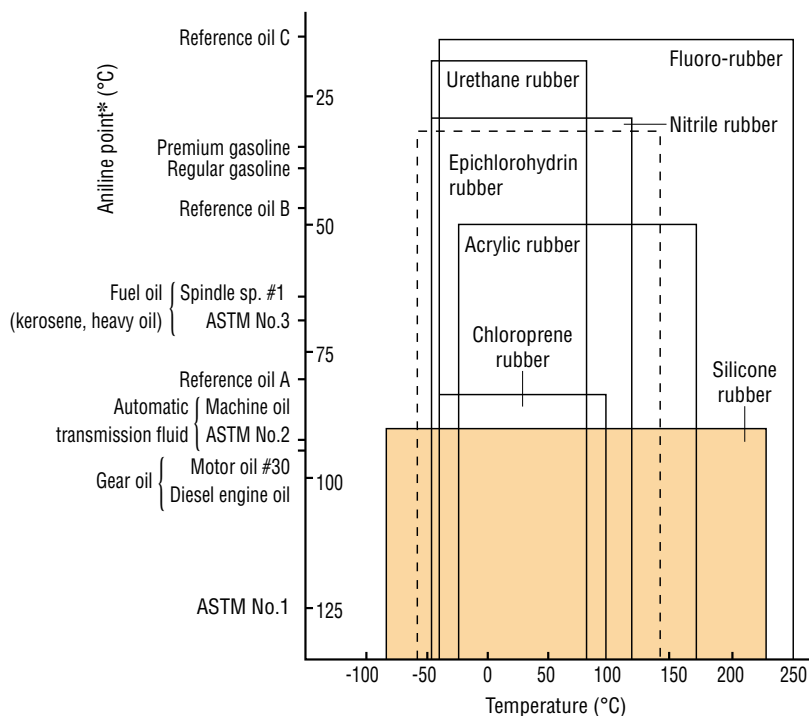 Reference oil C
Fluoro-rubber
Urethane rubber
Aniline point* (°C)
25
Nitrile rubber
Premium gasoline
Regular gasoline
Epichlorohydrin
rubber
Reference oil B
50
Acrylic rubber
Fuel oil { Spindle sp. #1
(kerosene, heavy oil) ASTM No.3
Chloroprene
rubber
75
Silicone
rubber
Reference oil A
Automatic { Machine oil
transmission fluid ASTM No.2
Gear oil { Motor oil #30
Diesel engine oil
100
ASTM No.1
125
-100 -50 0 50 100 150 200 250
Temperature (°C)